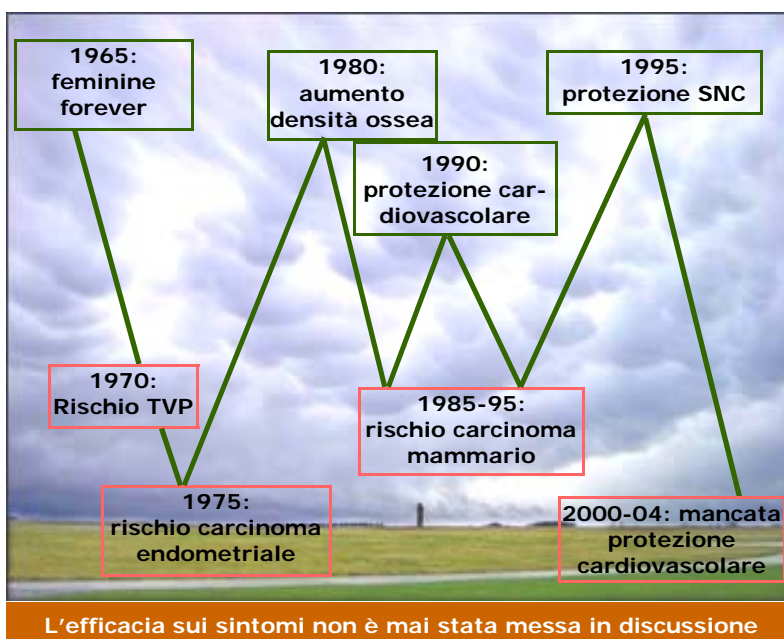 1965:
feminine
forever
1970:
Rischio TVP
1975:
rischio carcinoma
endometriale
1980:
aumento
densità ossea
1990:
protezione car-
diovascolare
1985-95:
rischio carcinoma
mammario
1995:
protezione SNC
2000-04: mancata
protezione
cardiovascolare
L'efficacia sui sintomi non è mai stata messa in discussione